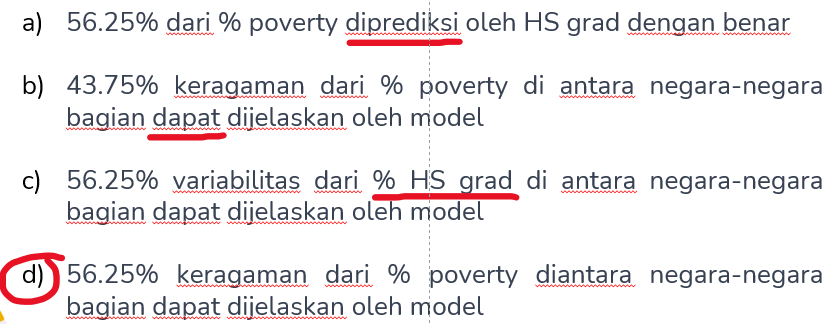 a) 56.25% dari % poverty diprediksi oleh HS grad dengan benar
b) 43.75% keragaman dari % poverty di antara negara-negara
bagian dapat dijelaskan oleh model
c) 56.25% variabilitas dari % HS grad di antara negara-negara
bagian dapat dijelaskan oleh model
d) 56.25% keragaman dari % poverty diantara negara-negara
bagian dapat dijelaskan oleh model